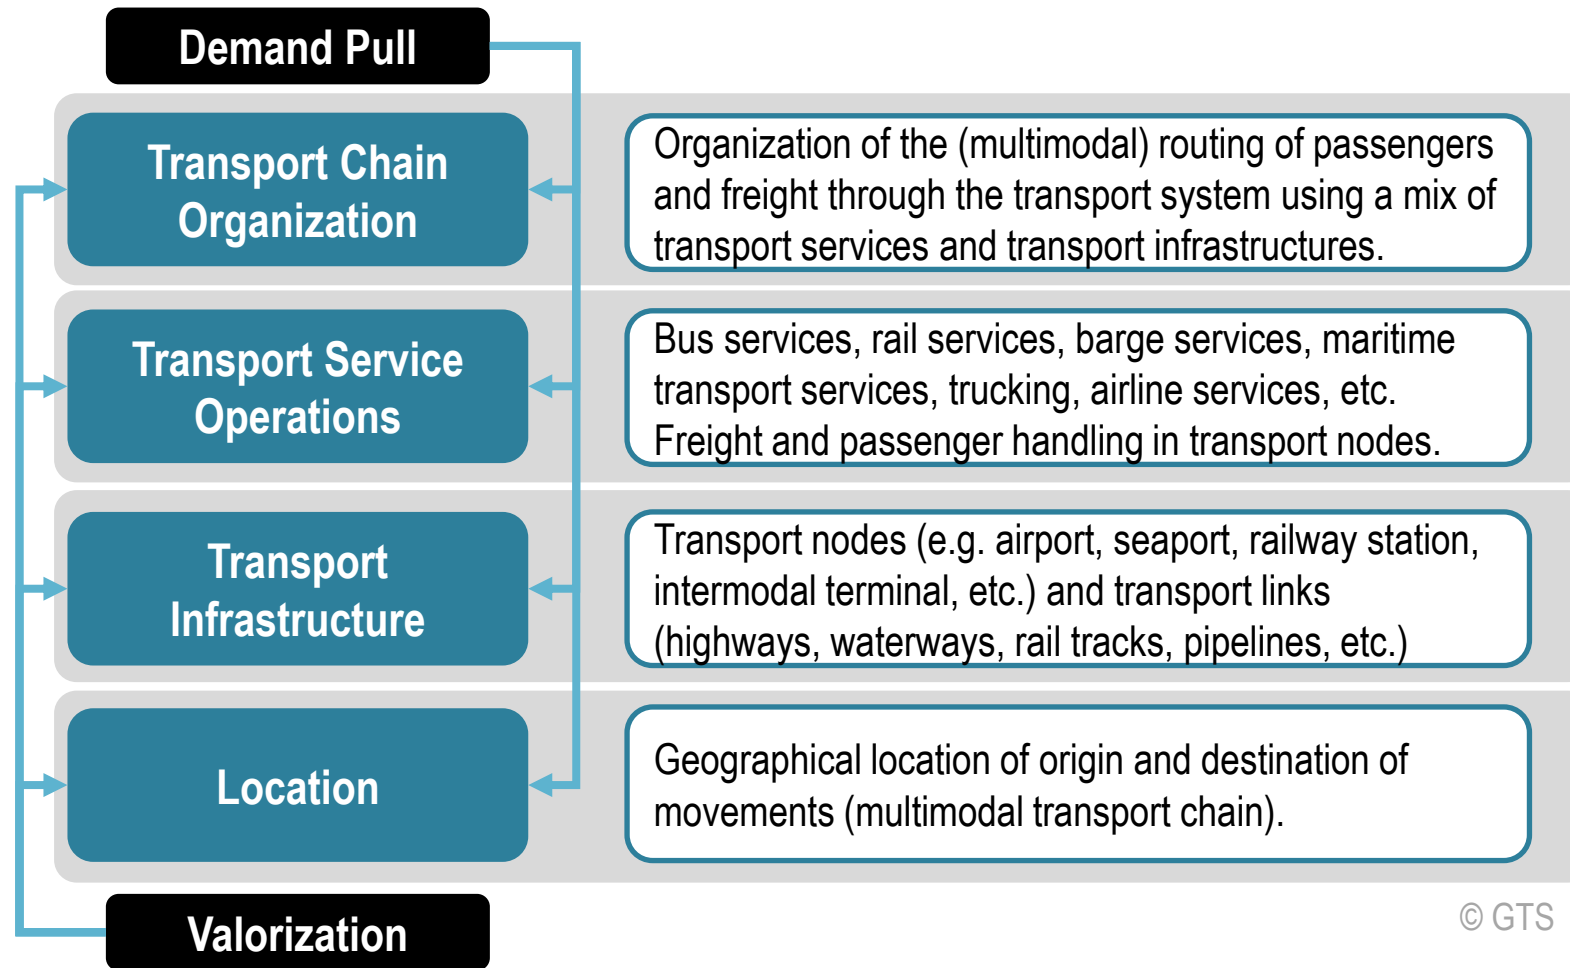 Demand Pull
Transport Chain
Organization
Organization of the (multimodal) routing of passengers
and freight through the transport system using a mix of
transport services and transport infrastructures.
Transport Service
Operations
Bus services, rail services, barge services, maritime
transport services, trucking, airline services, etc.
Freight and passenger handling in transport nodes.
Transport
Infrastructure
Transport nodes (e.g. airport, seaport, railway station,
intermodal terminal, etc.) and transport links
(highways, waterways, rail tracks, pipelines, etc.)
Location
Geographical location of origin and destination of
movements (multimodal transport chain).
Valorization
© GTS